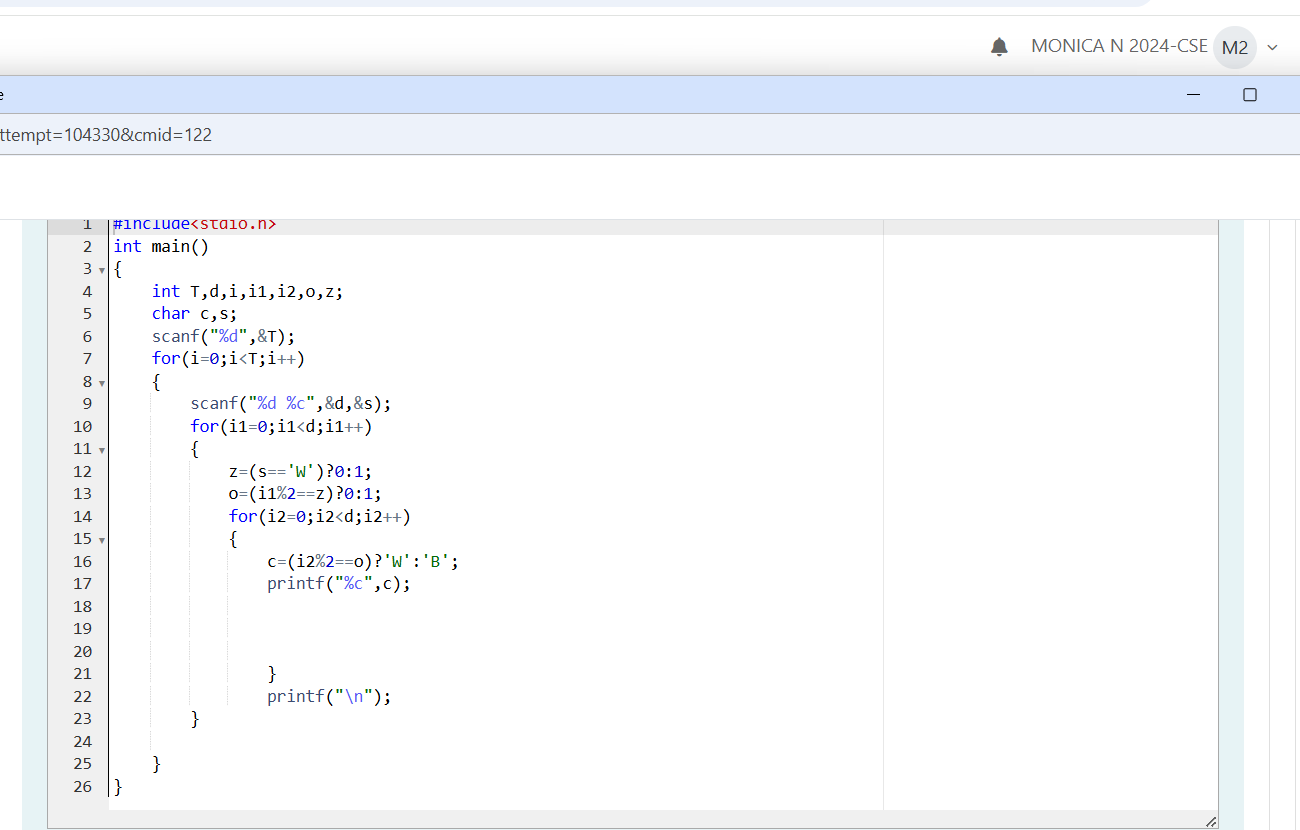 MONICA N 2024-CSE M2
e
ttempt=104330&cmid=122
1 #include<stdio.h>
2 int main()
3 {
4 int T,d,i,i1,i2,o,z;
5 char c,s;
6 scanf("%d",&T);
7 for(i=0;i<T;i++)
8 {
9 scanf("%d %c",&d,&s);
10 for(i1=0;i1<d;i1++)
11 {
12 z=(s=='W')?0:1;
13 o=(i1%2==z)?0:1;
14 for(i2=0;i2<d;i2++)
15 {
16 c=(i2%2==o)?'W':'B';
17 printf("%c",c);
18
19
20
21 }
22 printf("\n");
23 }
24
25 }
26 }